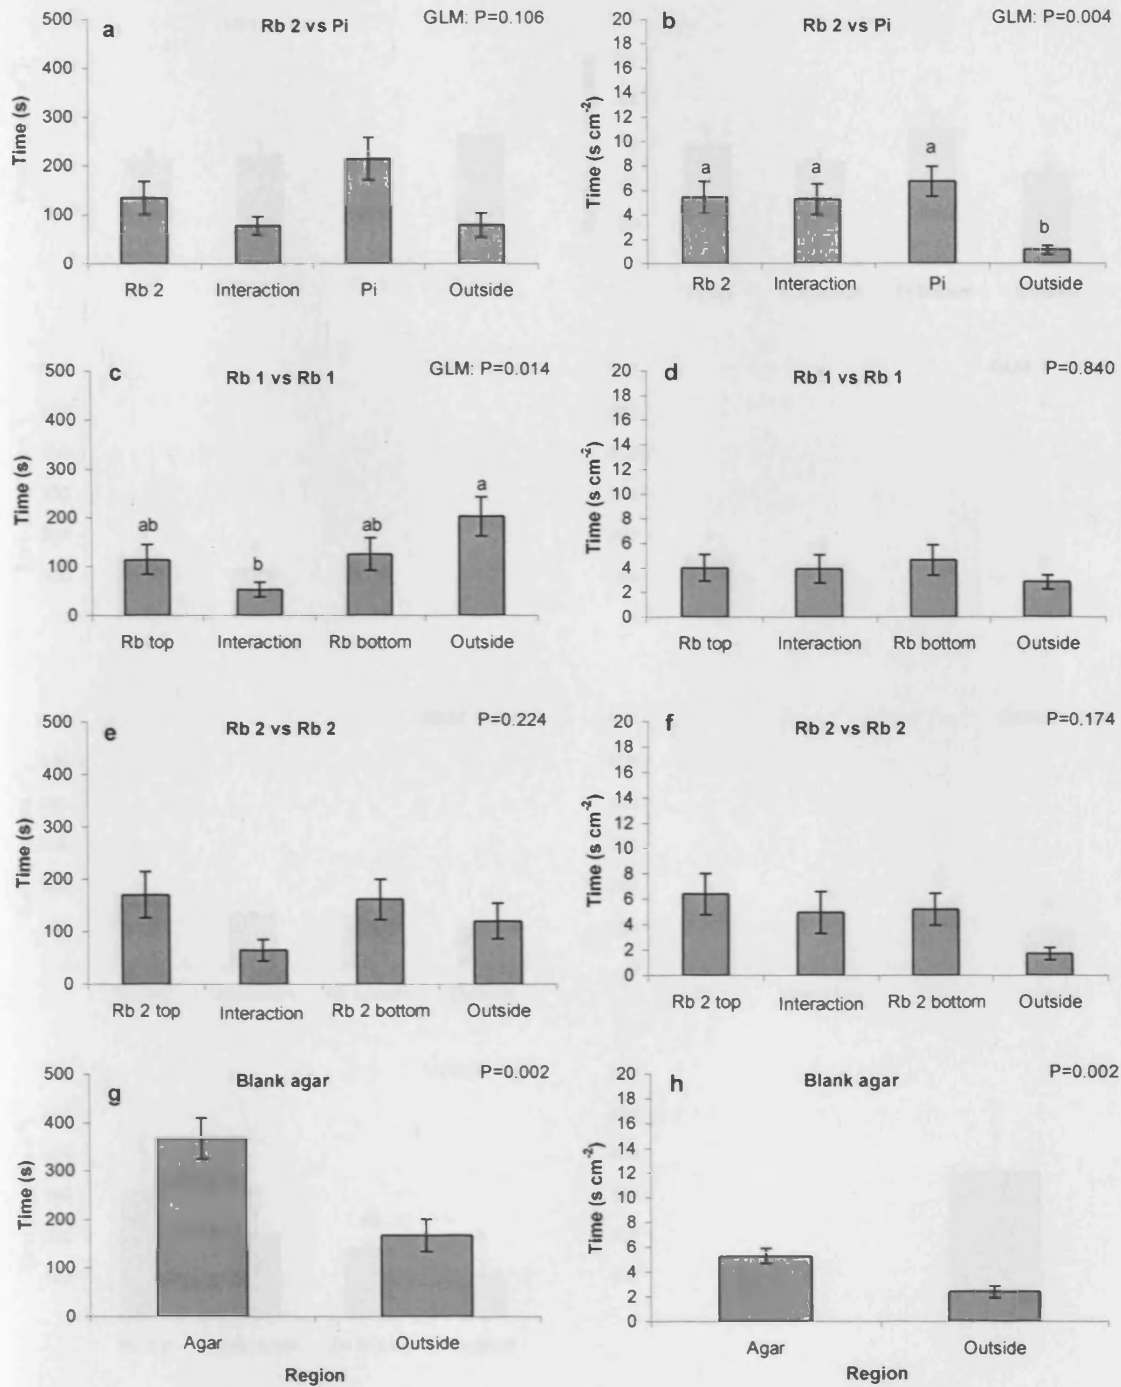 a
Rb 2 vs Pi
GLM: P=0.106
Time (s)
500
400
300
200
100
0
Rb 2 Interaction Pi Outside
b
Rb 2 vs Pi
GLM: P=0.004
Time (s cm-2)
20
18
16
14
12
10
8
6
4
2
0
a a a b
Rb 2 Interaction Pi Outside
c
Rb 1 vs Rb 1
GLM: P=0.014
Time (s)
500
400
300
200
100
0
ab b ab a
Rb top Interaction Rb bottom Outside
d
Rb 1 vs Rb 1
P=0.840
Time (s cm-2)
20
18
16
14
12
10
8
6
4
2
0
Rb top Interaction Rb bottom Outside
e
Rb 2 vs Rb 2
P=0.224
Time (s)
500
400
300
200
100
0
Rb 2 top Interaction Rb 2 bottom Outside
f
Rb 2 vs Rb 2
P=0.174
Time (s cm-2)
20
18
16
14
12
10
8
6
4
2
0
Rb 2 top Interaction Rb 2 bottom Outside
g
Blank agar
P=0.002
Time (s)
500
400
300
200
100
0
Agar Outside
Region
h
Blank agar
P=0.002
Time (s cm-2)
20
18
16
14
12
10
8
6
4
2
0
Agar Outside
Region